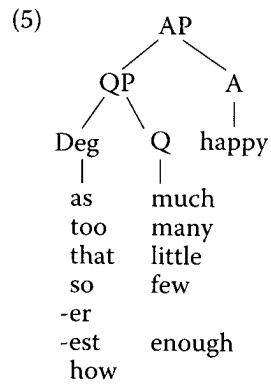 (5) AP
QP A
Deg Q happy
as much
too many
that little
so few
-er
-est enough
how